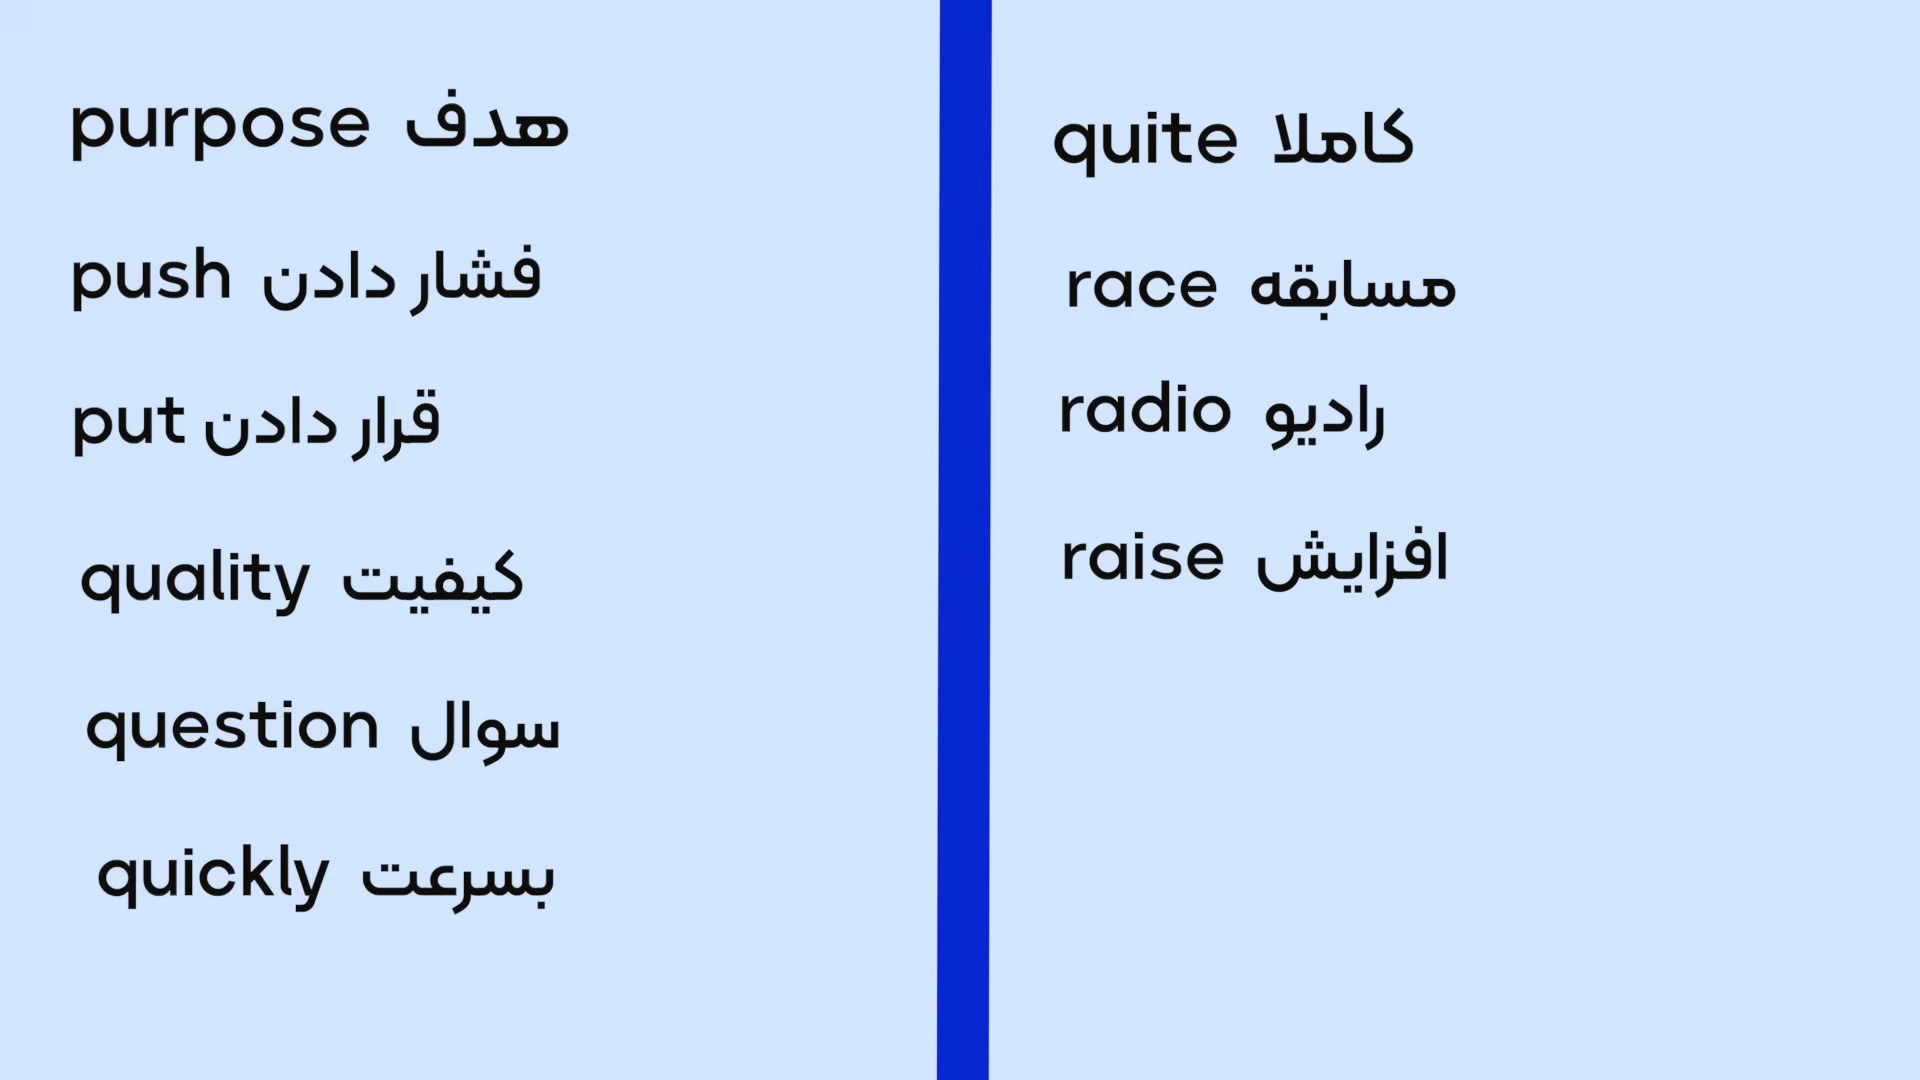 purpose هدف
push فشار دادن
put قرار دادن
quality کیفیت
question سوال
quickly بسرعت
quite کاملا
race مسابقه
radio رادیو
raise افزایش